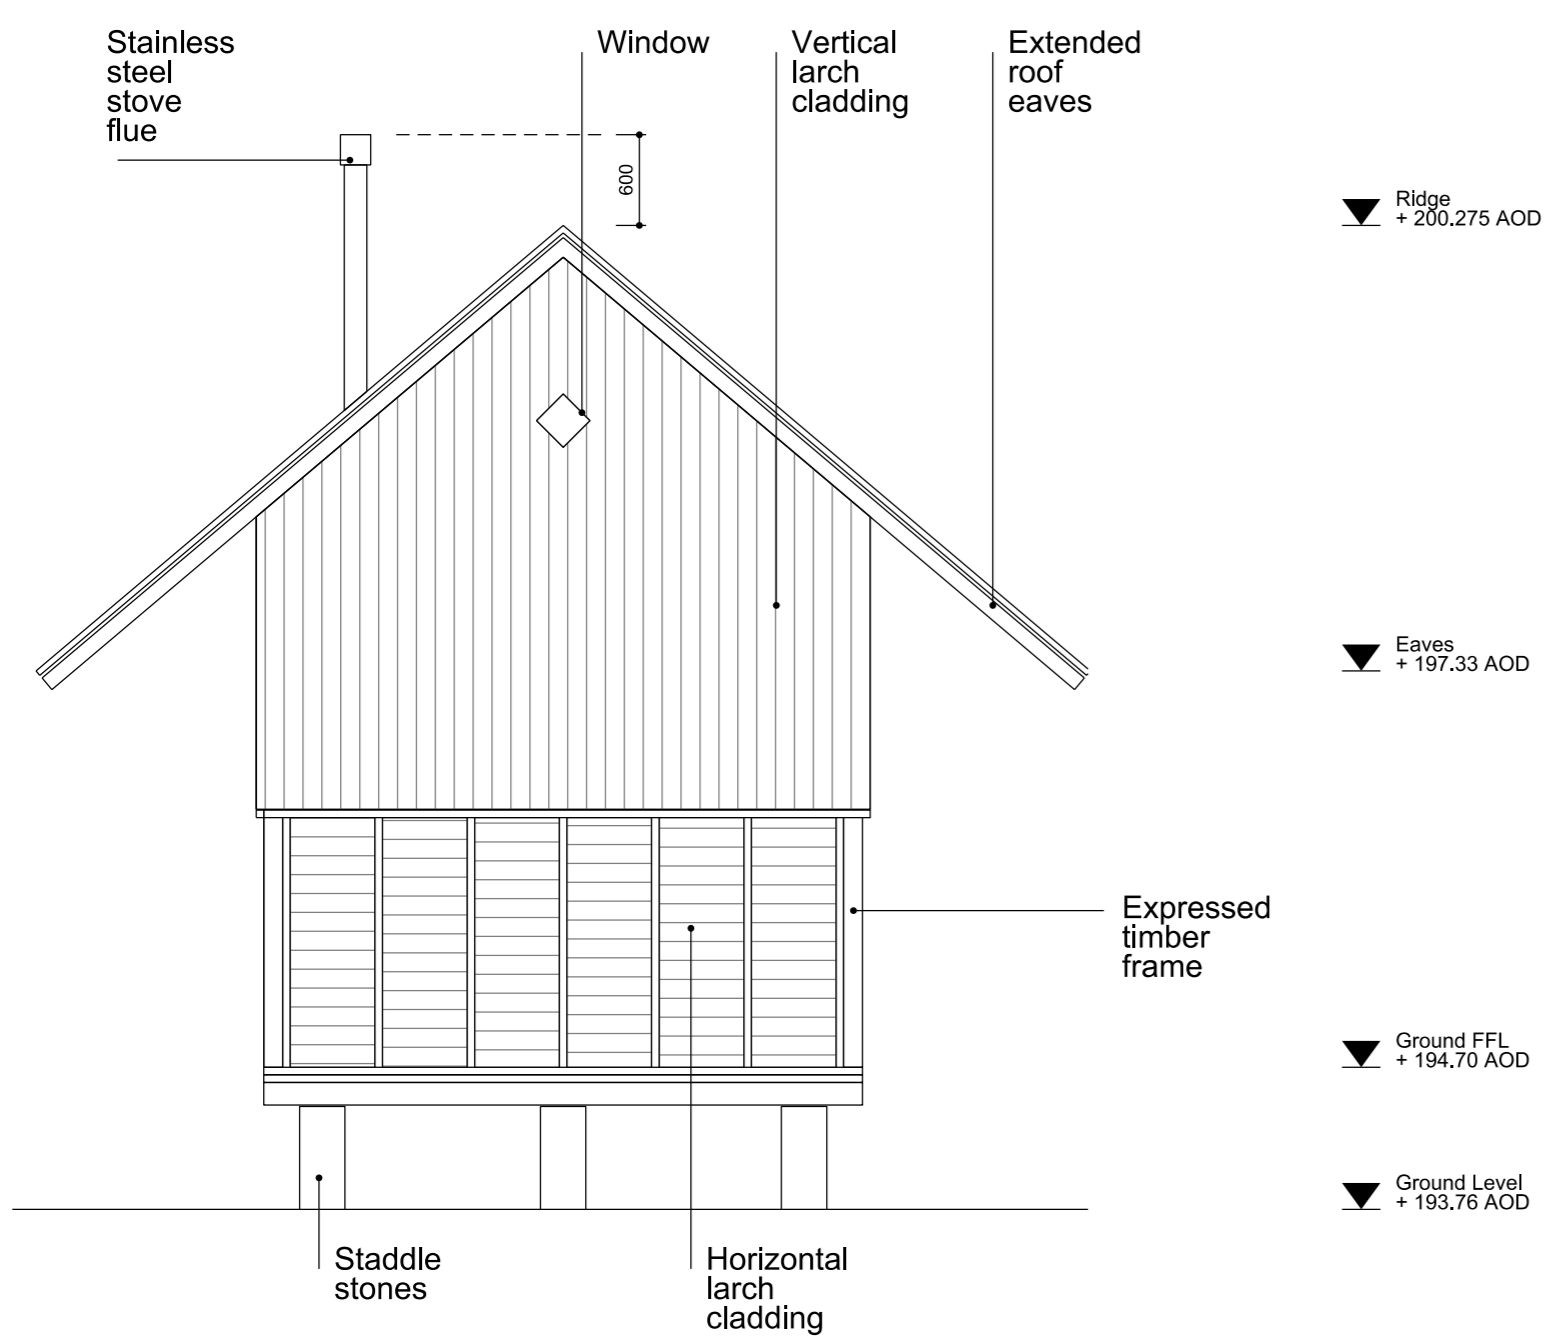 Stainless
steel
stove
flue
Window
Vertical
larch
cladding
Extended
roof
eaves
600
Ridge
+ 200.275 AOD
Eaves
+ 197.33 AOD
Expressed
timber
frame
Ground FFL
+ 194.70 AOD
Ground Level
+ 193.76 AOD
Staddle
stones
Horizontal
larch
cladding